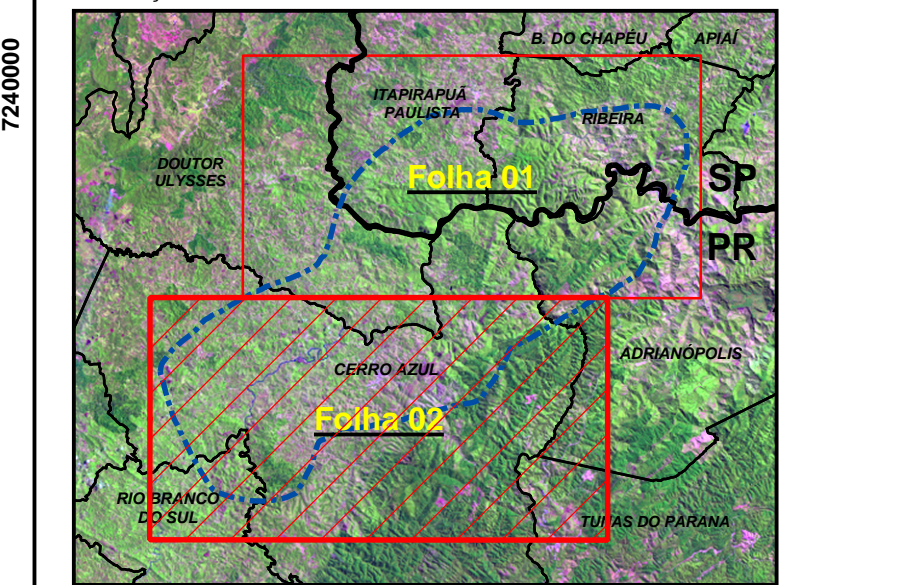 7240000
B. DO CHAPÉU
APIAÍ
ITAPIRAPUÃ
PAULISTA
RIBEIRA
DOUTOR
ULYSSES
Folha 01
SP
PR
ADRIANÓPOLIS
CERRO AZUL
Folha 02
RIO BRANCO
DO SUL
TUNAS DO PARANA